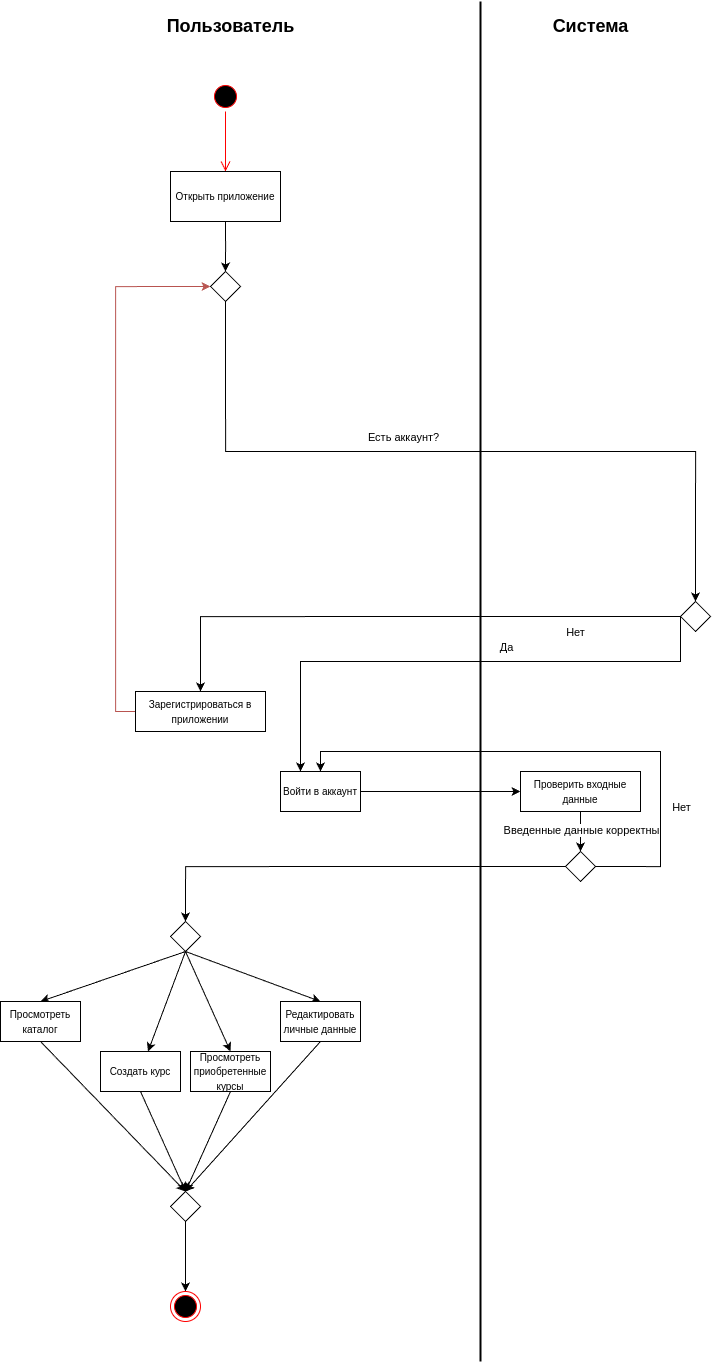 Пользователь
Система
Открыть приложение
Есть аккаунт?
Нет
Да
Зарегистрироваться в
приложении
Войти в аккаунт
Проверить входные
данные
Нет
Введенные данные корректны
Просмотреть
каталог
Редактировать
личные данные
Создать курс
Просмотреть
приобретенные
курсы